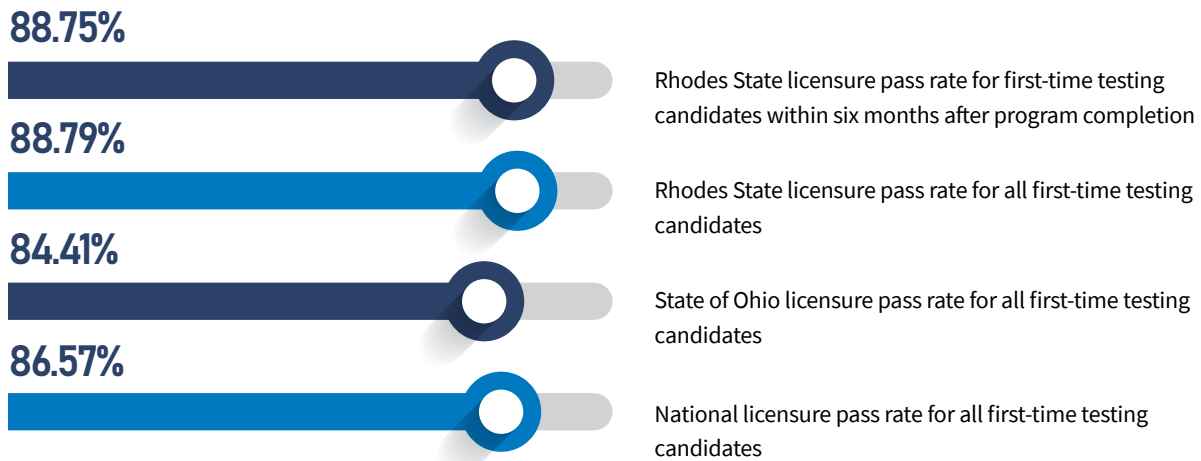 88.75%
Rhodes State licensure pass rate for first-time testing
candidates within six months after program completion
88.79%
Rhodes State licensure pass rate for all first-time testing
candidates
84.41%
State of Ohio licensure pass rate for all first-time testing
candidates
86.57%
National licensure pass rate for all first-time testing
candidates